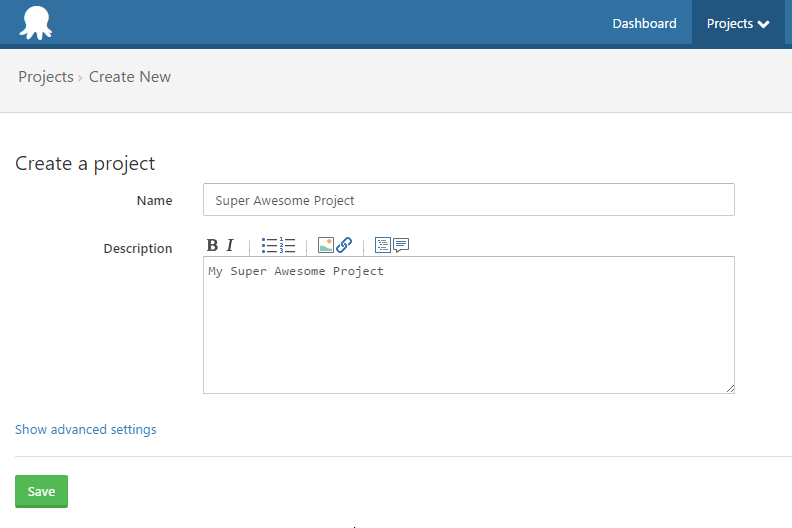 Dashboard Projects
Projects › Create New
Create a project
Name Super Awesome Project
Description B I
My Super Awesome Project
Show advanced settings
Save